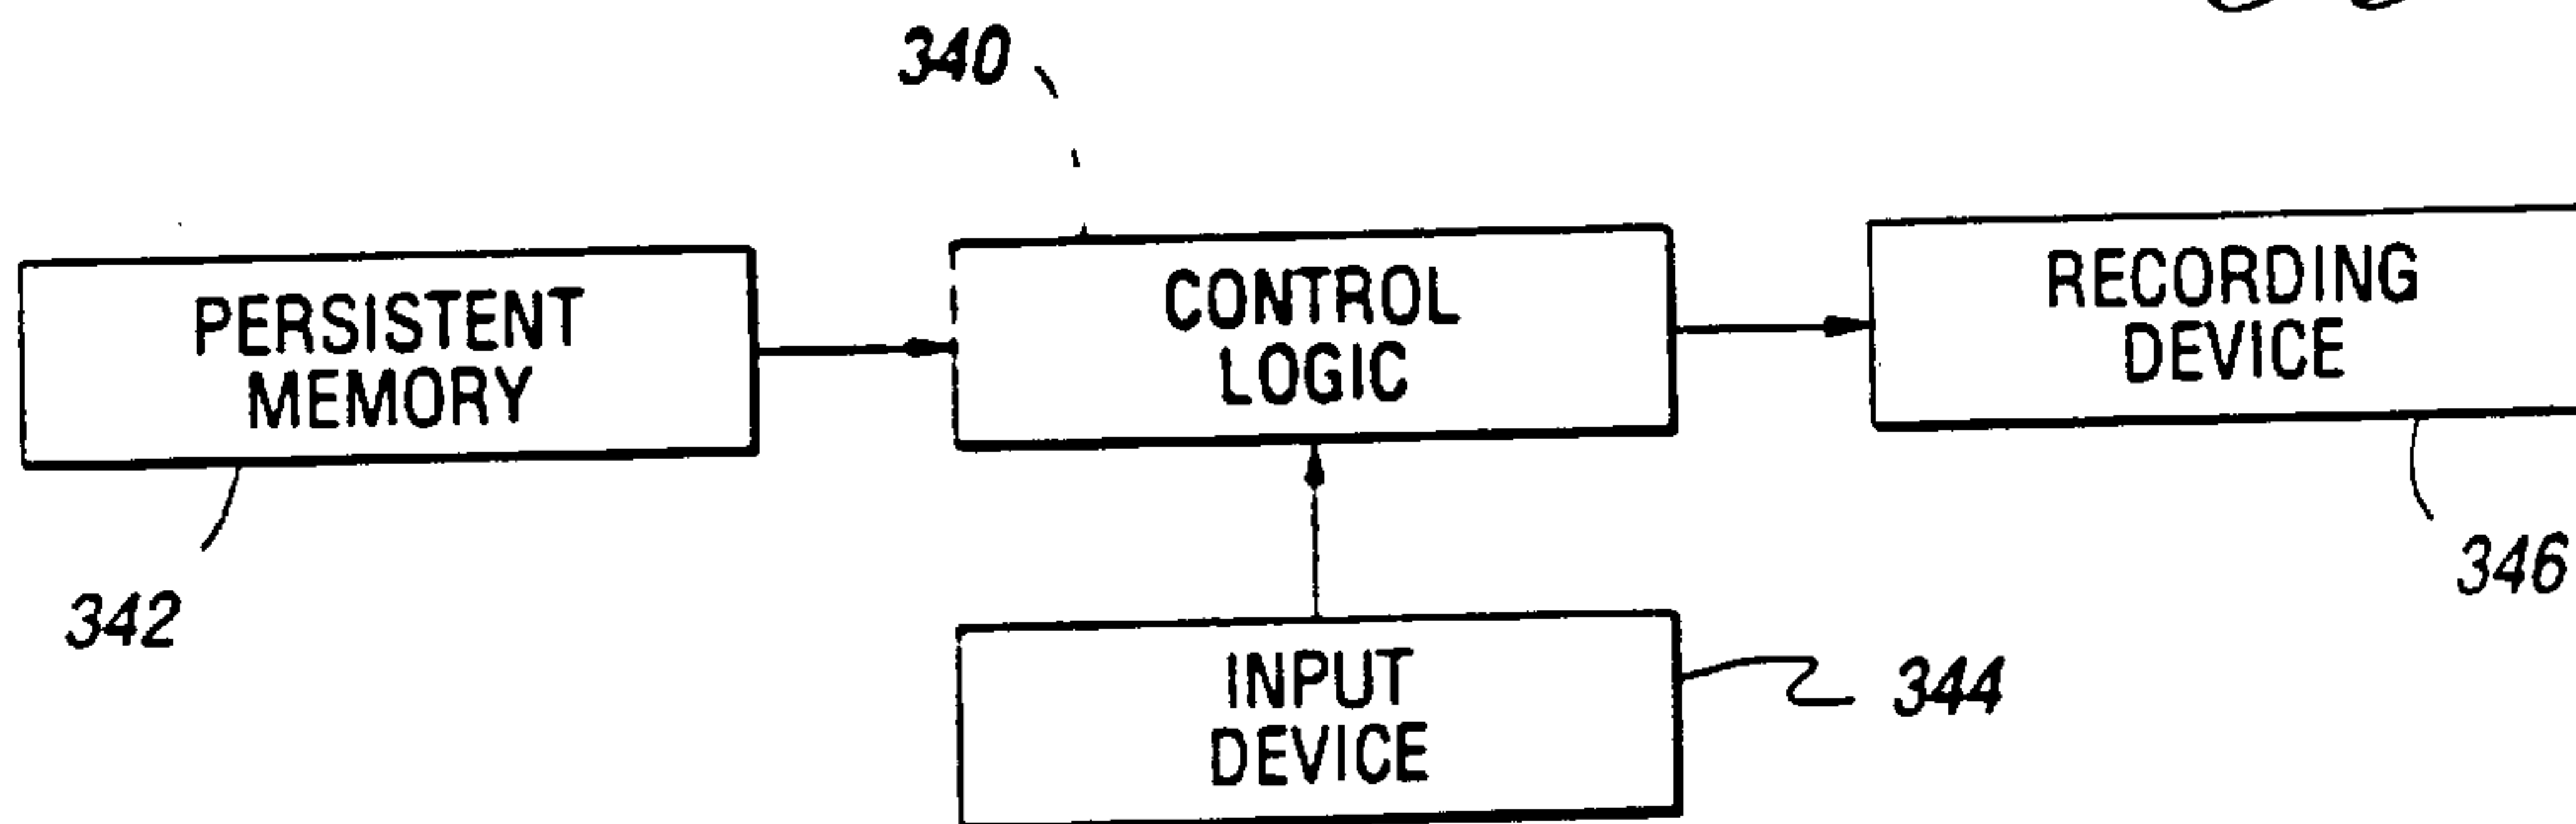 340
PERSISTENT
MEMORY
CONTROL
LOGIC
RECORDING
DEVICE
342
346
INPUT
DEVICE
344